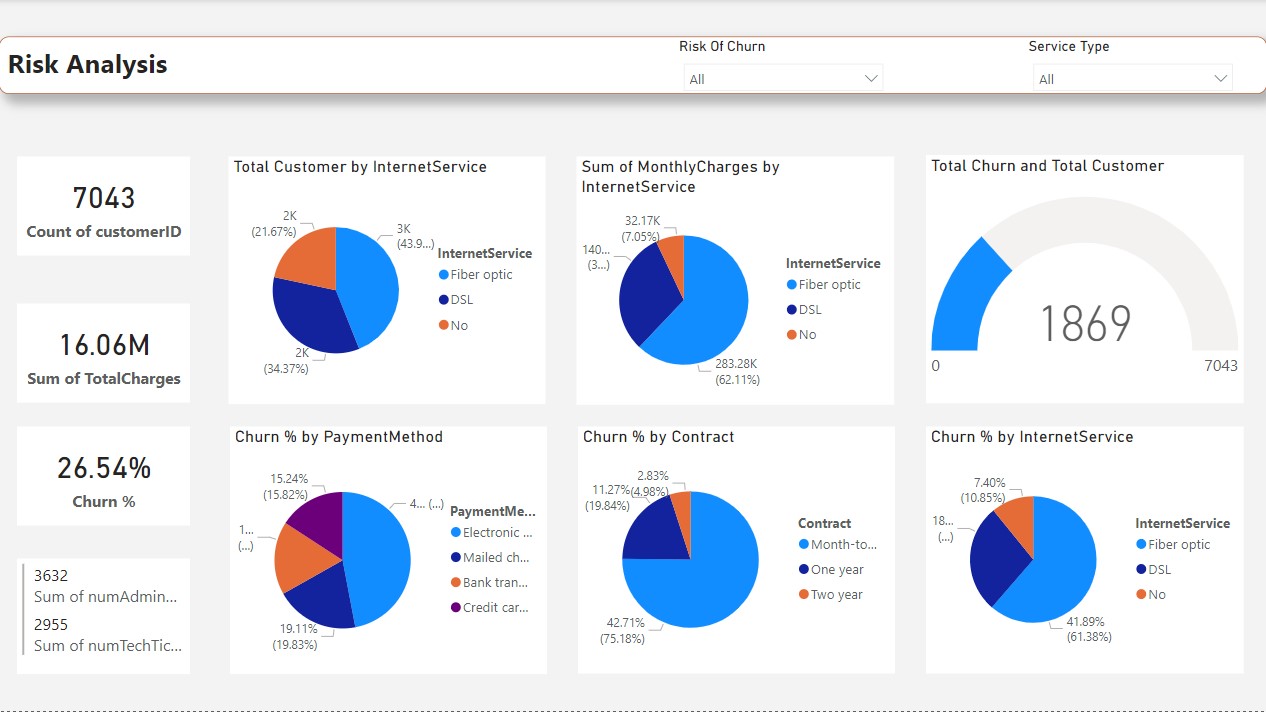 Risk Analysis
Risk Of Churn
All
Service Type
All
7043
Count of customerID
16.06M
Sum of TotalCharges
26.54%
Churn %
3632
Sum of numAdmin...
2955
Sum of numTechTic...
Total Customer by InternetService
2K
(21.67%)
3K
(43.9...)
2K
(34.37%)
InternetService
Fiber optic
DSL
No
Sum of MonthlyCharges by
InternetService
32.17K
(7.05%)
140...
(3...)
283.28K
(62.11%)
InternetService
Fiber optic
DSL
No
Total Churn and Total Customer
1869
0
7043
Churn % by PaymentMethod
15.24%
(15.82%)
4... (...)
1...
(...)
19.11%
(19.83%)
PaymentMe...
Electronic ...
Mailed ch...
Bank tran...
Credit car...
Churn % by Contract
2.83%
(4.98%)
11.27%
(19.84%)
42.71%
(75.18%)
Contract
Month-to...
One year
Two year
Churn % by InternetService
7.40%
(10.85%)
18...
(...)
41.89%
(61.38%)
InternetService
Fiber optic
DSL
No